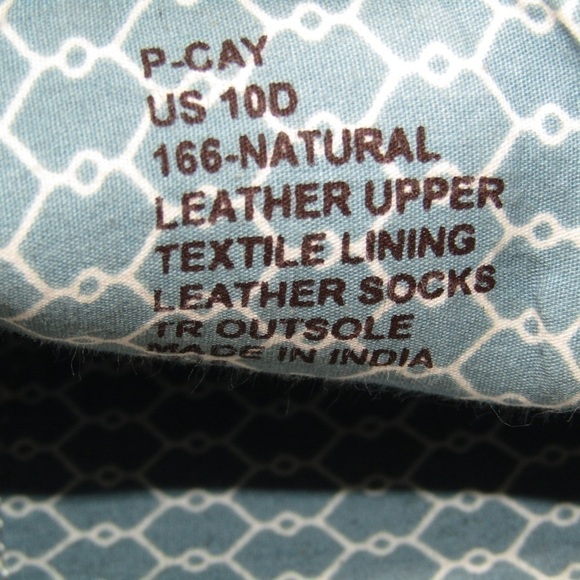 P-CAY
US 10D
166-NATURAL
LEATHER UPPER
TEXTILE LINING
LEATHER SOCKS
TR OUTSOLE
MADE IN INDIA